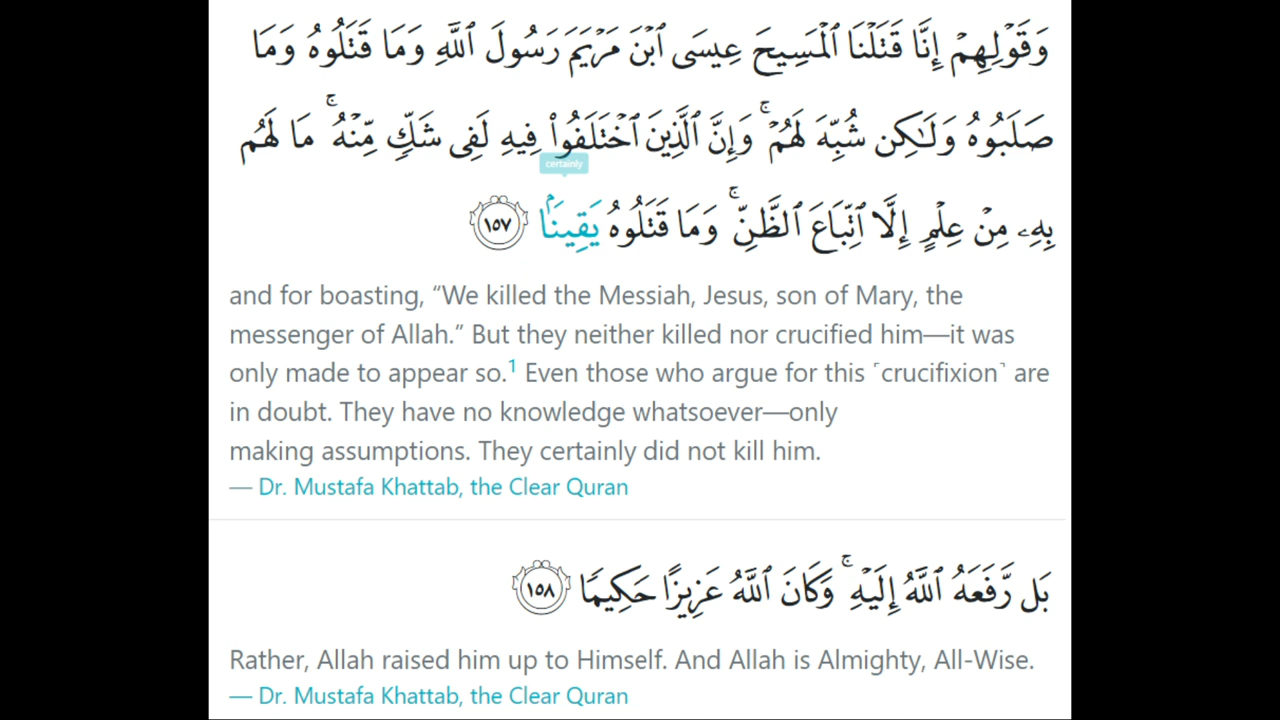 وَقَوْلِهِمْ إِنَّا قَتَلْنَا ٱلْمَسِيحَ عِيسَى ٱبْنَ مَرْيَمَ رَسُولَ ٱللَّهِ وَمَا قَتَلُوهُ وَمَا
صَلَبُوهُ وَلَـٰكِن شُبِّهَ لَهُمْ ۚ وَإِنَّ ٱلَّذِينَ ٱخْتَلَفُوا۟ فِيهِ لَفِى شَكٍّۢ مِّنْهُ ۚ مَا لَهُم
certainly
بِهِۦ مِنْ عِلْمٍ إِلَّا ٱتِّبَاعَ ٱلظَّنِّ ۚ وَمَا قَتَلُوهُ يَقِينًۢا ١٥٧
and for boasting, “We killed the Messiah, Jesus, son of Mary, the
messenger of Allah.” But they neither killed nor crucified him—it was
only made to appear so.1 Even those who argue for this ˹crucifixion˺ are
in doubt. They have no knowledge whatsoever—only
making assumptions. They certainly did not kill him.
— Dr. Mustafa Khattab, the Clear Quran
بَل رَّفَعَهُ ٱللَّهُ إِلَيْهِ ۚ وَكَانَ ٱللَّهُ عَزِيزًا حَكِيمًۭا ١٥٨
Rather, Allah raised him up to Himself. And Allah is Almighty, All-Wise.
— Dr. Mustafa Khattab, the Clear Quran